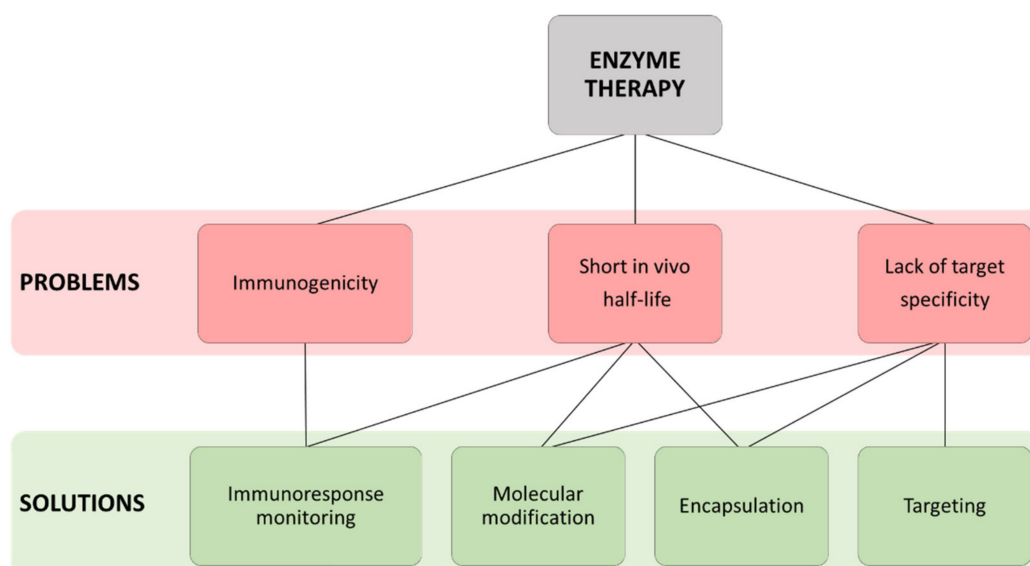 ENZYME
THERAPY
PROBLEMS
Immunogenicity
Short in vivo
half-life
Lack of target
specificity
SOLUTIONS
Immunoresponse
monitoring
Molecular
modification
Encapsulation
Targeting